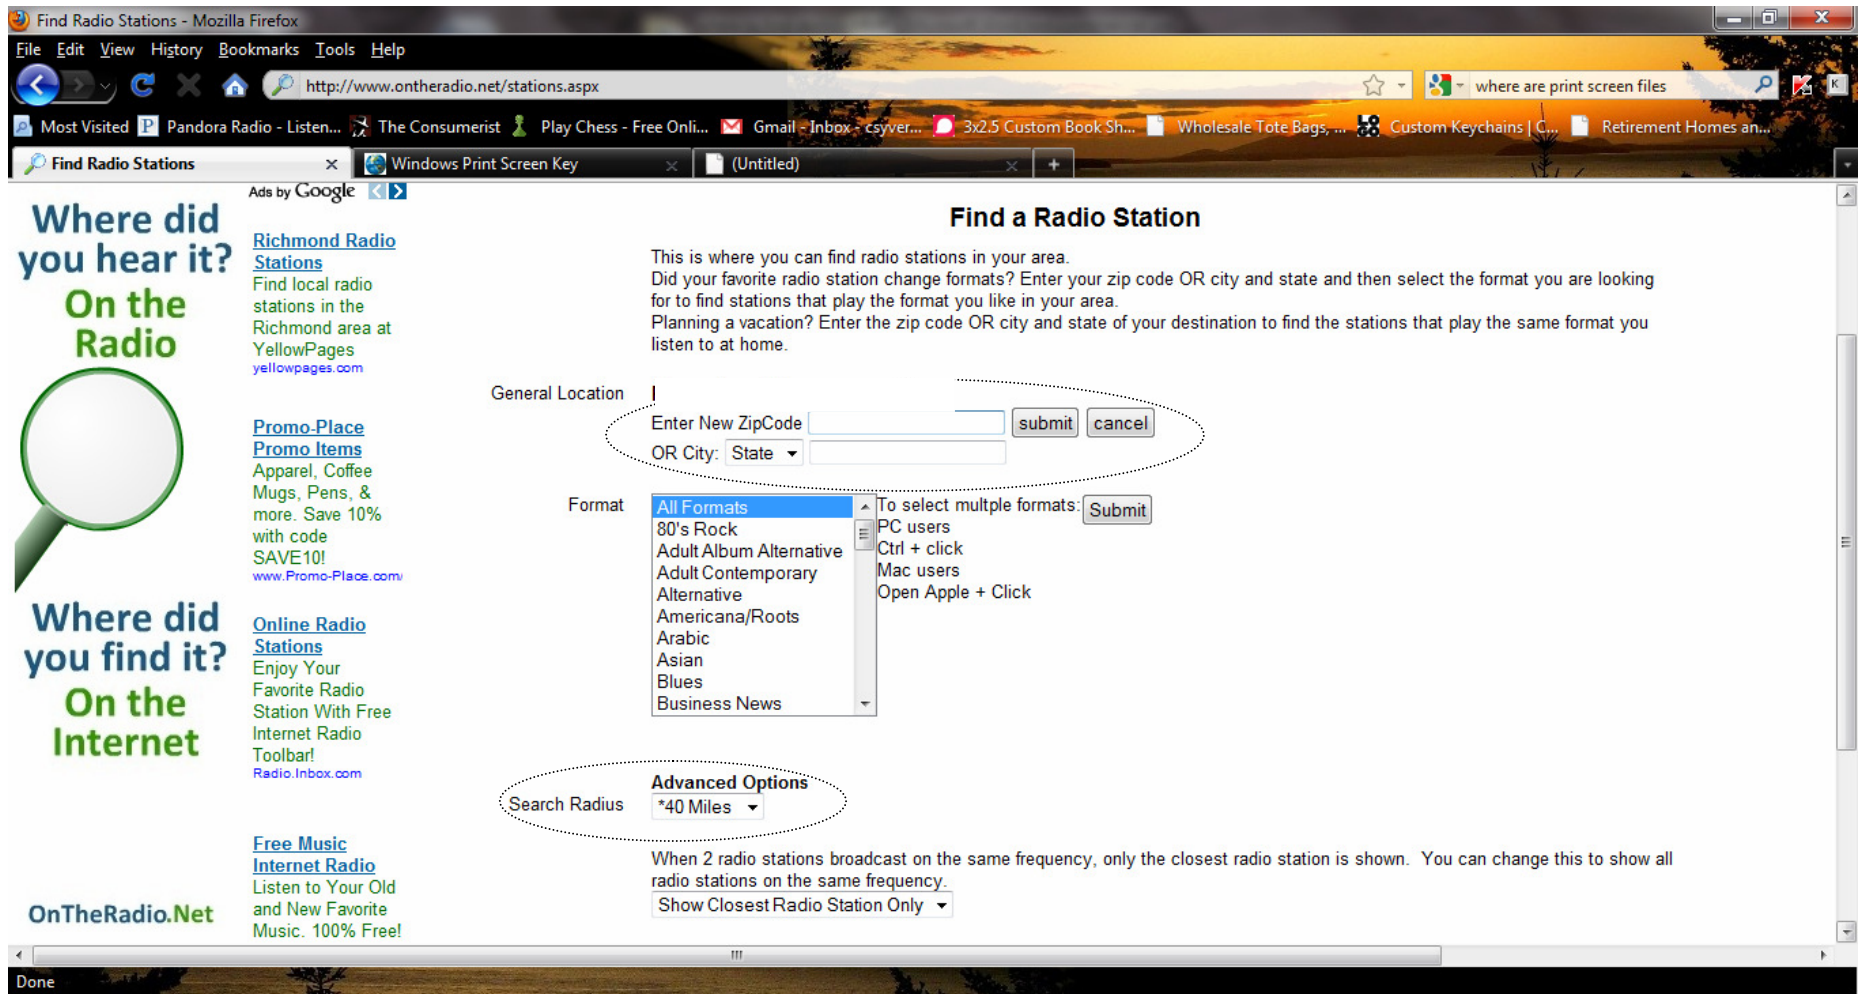 Find Radio Stations - Mozilla Firefox
File Edit View History Bookmarks Tools Help
http://www.ontheradio.net/stations.aspx
where are print screen files
K
Most Visited P Pandora Radio - Listen... The Consumerist Play Chess - Free Onli... Gmail - Inbox - csyver... 3x2.5 Custom Book Sh... Wholesale Tote Bags, ... Custom Keychains | C... Retirement Homes an...
Find Radio Stations Windows Print Screen Key (Untitled)
Ads by Google
Where did
you hear it?
On the
Radio
Where did
you find it?
On the
Internet
OnTheRadio.Net
Richmond Radio
Stations
Find local radio
stations in the
Richmond area at
YellowPages
yellowpages.com
Promo-Place
Promo Items
Apparel, Coffee
Mugs, Pens, &
more. Save 10%
with code
SAVE10!
www.Promo-Place.com/
Online Radio
Stations
Enjoy Your
Favorite Radio
Station With Free
Internet Radio
Toolbar!
Radio.Inbox.com
Free Music
Internet Radio
Listen to Your Old
and New Favorite
Music. 100% Free!
Find a Radio Station
This is where you can find radio stations in your area.
Did your favorite radio station change formats? Enter your zip code OR city and state and then select the format you are looking
for to find stations that play the format you like in your area.
Planning a vacation? Enter the zip code OR city and state of your destination to find the stations that play the same format you
listen to at home.
General Location
Enter New ZipCode submit cancel
OR City: State
Format
All Formats
80's Rock
Adult Album Alternative
Adult Contemporary
Alternative
Americana/Roots
Arabic
Asian
Blues
Business News
To select multple formats: Submit
PC users
Ctrl + click
Mac users
Open Apple + Click
Advanced Options
Search Radius *40 Miles
When 2 radio stations broadcast on the same frequency, only the closest radio station is shown. You can change this to show all
radio stations on the same frequency.
Show Closest Radio Station Only
Done